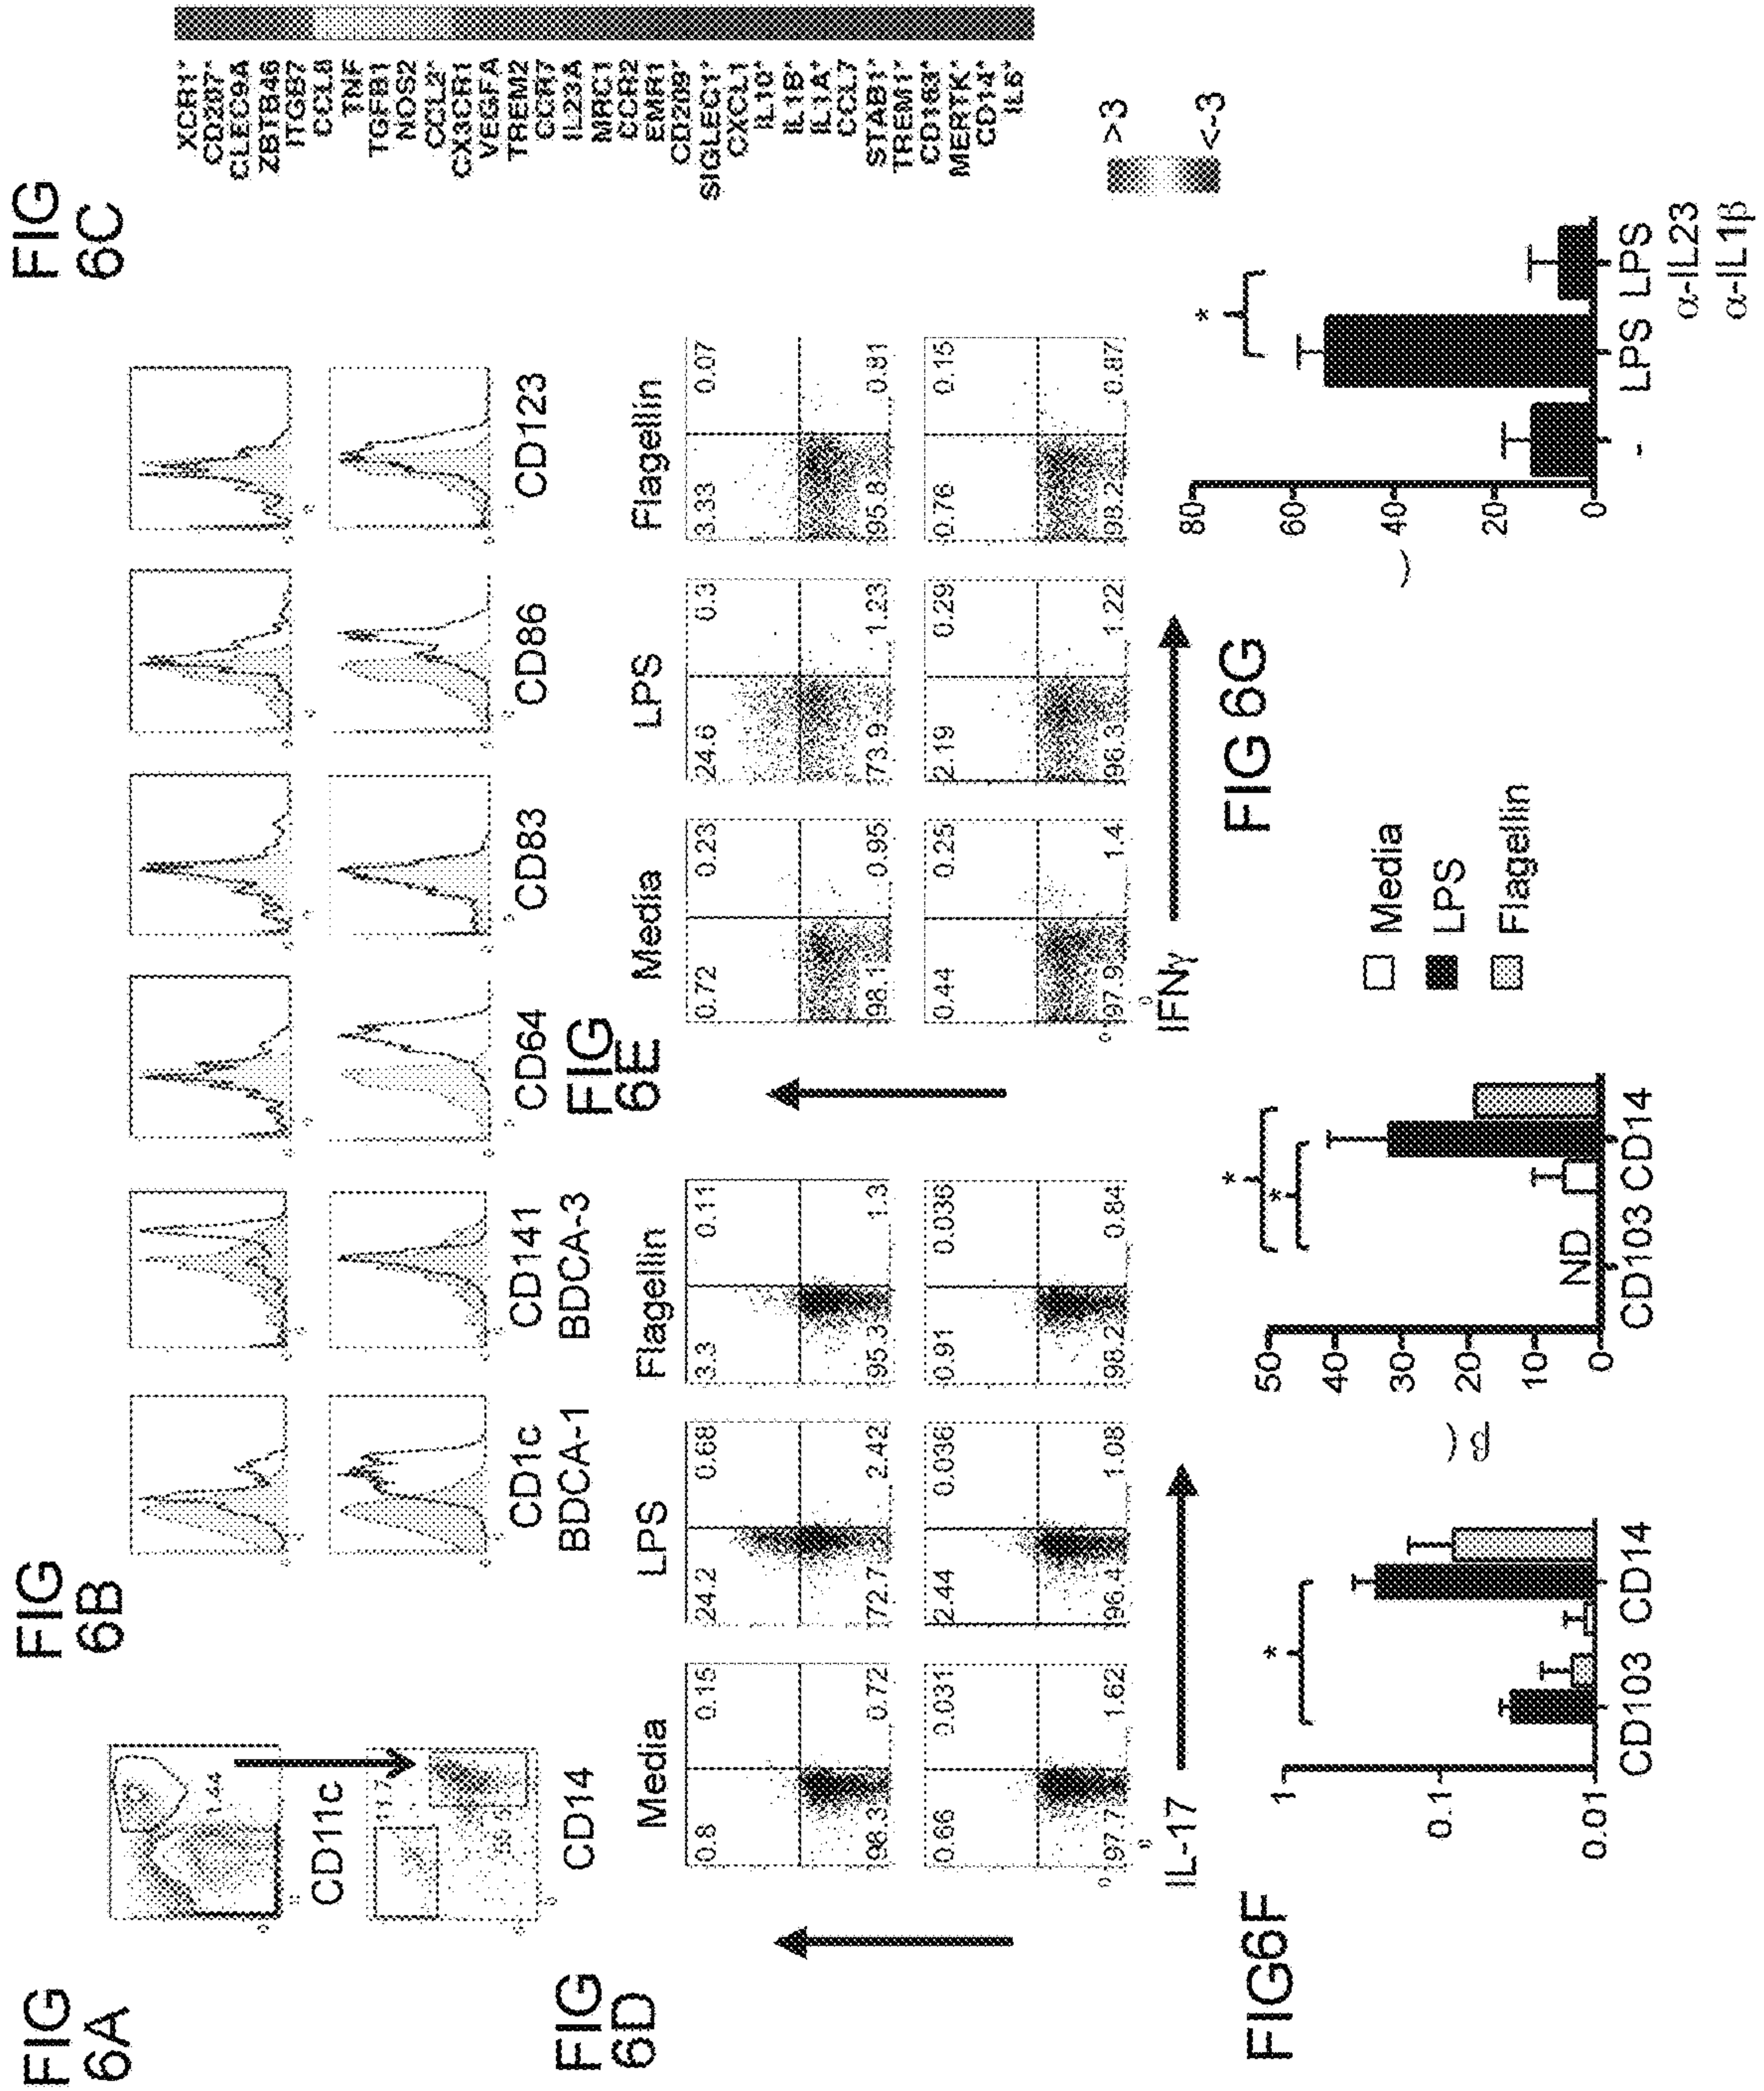 FIG
6A
1.44
CD11c
11.7
CD14
FIG
6B
CD1c
BDCA-1
CD141
BDCA-3
CD64
CD83
CD86
CD123
FIG
6C
XCR1*
CD207*
CLEC9A
ZBTB46
ITGB7
CCL8
TNF
TGFB1
NOS2
CCL2*
CX3CR1
VEGFA
TREM2
CCR7
IL23A
MRC1
CCR2
EMR1
CD209*
SIGLEC1*
CXCL1
IL10*
IL1B*
IL1A*
CCL7
STAB1*
TREM1*
CD163*
MERTK*
CD14*
IL6*
>3
<-3
FIG
6D
Media LPS Flagellin
0.8 0.15 24.2 0.68 3.3 0.11
98.3 0.72 72.7 2.42 95.3 1.3
0.66 0.031 2.44 0.036 0.91 0.036
97.7 1.62 96.4 1.08 98.2 0.84
IL-17
FIG
6E
Media LPS Flagellin
0.72 0.23 24.6 0.3 3.33 0.07
98.1 0.95 73.9 1.23 95.8 0.81
0.44 0.25 2.19 0.29 0.76 0.15
97.9 1.4 96.3 1.22 98.2 0.87
IFNγ
FIG6F
1
0.1
0.01
*
CD103 CD14
β (
50
40
30
20
10
0
*
*
ND
CD103 CD14
Media
LPS
Flagellin
FIG 6G
)
80
60
40
20
0
*
- LPS LPS
α-IL23
α-IL1β